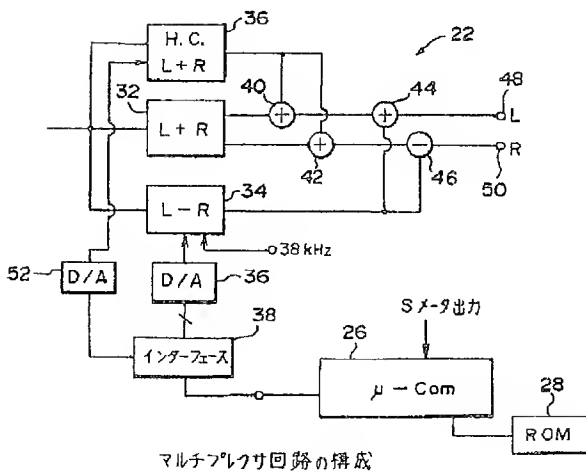 36
H.C.
L+R
22
32
L+R
40
+
44
+
48
L
+
42
−
46
R
50
34
L−R
38kHz
52
D/A
D/A
36
38
インターフェース
Sメータ出力
26
μ−Com
28
ROM
マルチプレクサ回路の構成